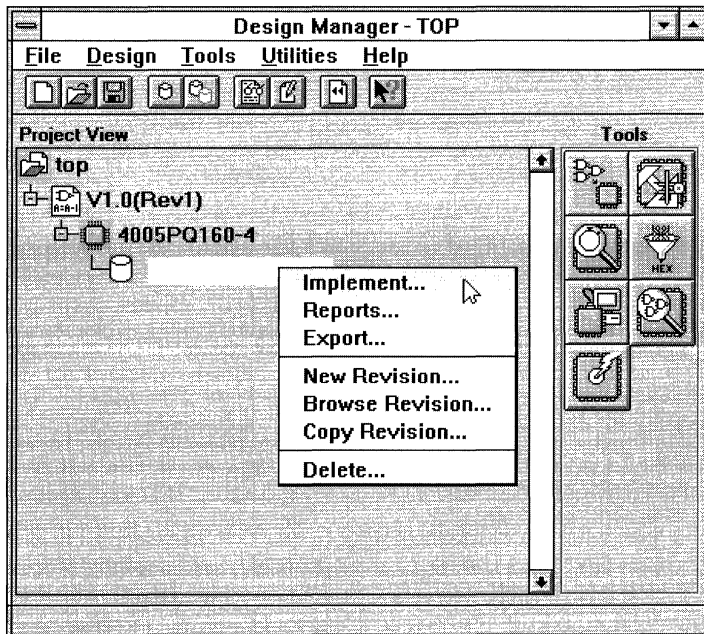 Design Manager - TOP
File Design Tools Utilities Help
Project View
Tools
top
V1.0(Rev1)
A=A-1
4005PQ160-4
Implement...
Reports...
Export...
New Revision...
Browse Revision...
Copy Revision...
Delete...
HEX